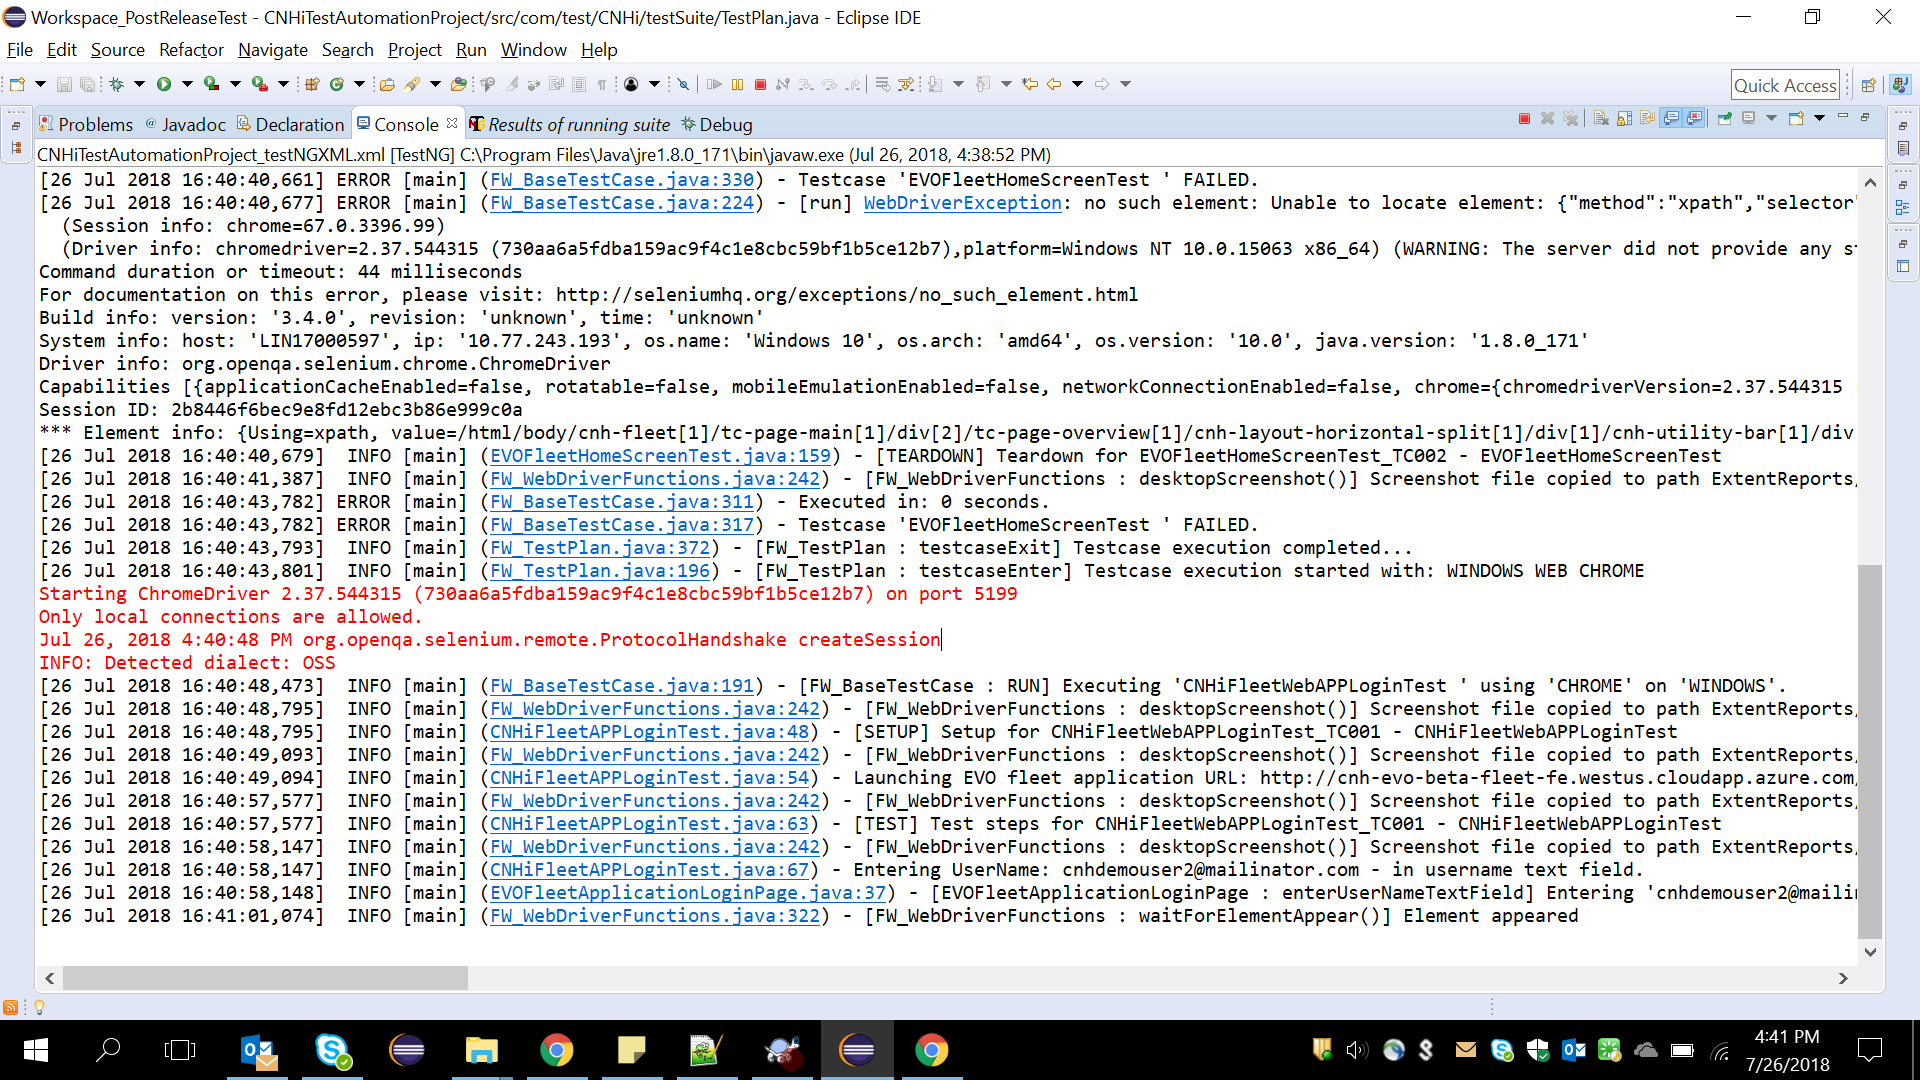 Workspace_PostReleaseTest - CNHiTestAutomationProject/src/com/test/CNHi/testSuite/TestPlan.java - Eclipse IDE
File Edit Source Refactor Navigate Search Project Run Window Help
Quick Access
Problems Javadoc Declaration Console Results of running suite Debug
CNHiTestAutomationProject_testNGXML.xml [TestNG] C:\Program Files\Java\jre1.8.0_171\bin\javaw.exe (Jul 26, 2018, 4:38:52 PM)
[26 Jul 2018 16:40:40,661] ERROR [main] (FW_BaseTestCase.java:330) - Testcase 'EVOFleetHomeScreenTest ' FAILED.
[26 Jul 2018 16:40:40,677] ERROR [main] (FW_BaseTestCase.java:224) - [run] WebDriverException: no such element: Unable to locate element: {"method":"xpath","selector"
(Session info: chrome=67.0.3396.99)
(Driver info: chromedriver=2.37.544315 (730aa6a5fdba159ac9f4c1e8cbc59bf1b5ce12b7),platform=Windows NT 10.0.15063 x86_64) (WARNING: The server did not provide any st
Command duration or timeout: 44 milliseconds
For documentation on this error, please visit: http://seleniumhq.org/exceptions/no_such_element.html
Build info: version: '3.4.0', revision: 'unknown', time: 'unknown'
System info: host: 'LIN17000597', ip: '10.77.243.193', os.name: 'Windows 10', os.arch: 'amd64', os.version: '10.0', java.version: '1.8.0_171'
Driver info: org.openqa.selenium.chrome.ChromeDriver
Capabilities [{applicationCacheEnabled=false, rotatable=false, mobileEmulationEnabled=false, networkConnectionEnabled=false, chrome={chromedriverVersion=2.37.544315
Session ID: 2b8446f6bec9e8fd12ebc3b86e999c0a
*** Element info: {Using=xpath, value=/html/body/cnh-fleet[1]/tc-page-main[1]/div[2]/tc-page-overview[1]/cnh-layout-horizontal-split[1]/div[1]/cnh-utility-bar[1]/div
[26 Jul 2018 16:40:40,679] INFO [main] (EVOFleetHomeScreenTest.java:159) - [TEARDOWN] Teardown for EVOFleetHomeScreenTest_TC002 - EVOFleetHomeScreenTest
[26 Jul 2018 16:40:41,387] INFO [main] (FW_WebDriverFunctions.java:242) - [FW_WebDriverFunctions : desktopScreenshot()] Screenshot file copied to path ExtentReports/
[26 Jul 2018 16:40:43,782] ERROR [main] (FW_BaseTestCase.java:311) - Executed in: 0 seconds.
[26 Jul 2018 16:40:43,782] ERROR [main] (FW_BaseTestCase.java:317) - Testcase 'EVOFleetHomeScreenTest ' FAILED.
[26 Jul 2018 16:40:43,793] INFO [main] (FW_TestPlan.java:372) - [FW_TestPlan : testcaseExit] Testcase execution completed...
[26 Jul 2018 16:40:43,801] INFO [main] (FW_TestPlan.java:196) - [FW_TestPlan : testcaseEnter] Testcase execution started with: WINDOWS WEB CHROME
Starting ChromeDriver 2.37.544315 (730aa6a5fdba159ac9f4c1e8cbc59bf1b5ce12b7) on port 5199
Only local connections are allowed.
Jul 26, 2018 4:40:48 PM org.openqa.selenium.remote.ProtocolHandshake createSession
INFO: Detected dialect: OSS
[26 Jul 2018 16:40:48,473] INFO [main] (FW_BaseTestCase.java:191) - [FW_BaseTestCase : RUN] Executing 'CNHiFleetWebAPPLoginTest ' using 'CHROME' on 'WINDOWS'.
[26 Jul 2018 16:40:48,795] INFO [main] (FW_WebDriverFunctions.java:242) - [FW_WebDriverFunctions : desktopScreenshot()] Screenshot file copied to path ExtentReports/
[26 Jul 2018 16:40:48,795] INFO [main] (CNHiFleetAPPLoginTest.java:48) - [SETUP] Setup for CNHiFleetWebAPPLoginTest_TC001 - CNHiFleetWebAPPLoginTest
[26 Jul 2018 16:40:49,093] INFO [main] (FW_WebDriverFunctions.java:242) - [FW_WebDriverFunctions : desktopScreenshot()] Screenshot file copied to path ExtentReports/
[26 Jul 2018 16:40:49,094] INFO [main] (CNHiFleetAPPLoginTest.java:54) - Launching EVO fleet application URL: http://cnh-evo-beta-fleet-fe.westus.cloudapp.azure.com/
[26 Jul 2018 16:40:57,577] INFO [main] (FW_WebDriverFunctions.java:242) - [FW_WebDriverFunctions : desktopScreenshot()] Screenshot file copied to path ExtentReports/
[26 Jul 2018 16:40:57,577] INFO [main] (CNHiFleetAPPLoginTest.java:63) - [TEST] Test steps for CNHiFleetWebAPPLoginTest_TC001 - CNHiFleetWebAPPLoginTest
[26 Jul 2018 16:40:58,147] INFO [main] (FW_WebDriverFunctions.java:242) - [FW_WebDriverFunctions : desktopScreenshot()] Screenshot file copied to path ExtentReports/
[26 Jul 2018 16:40:58,147] INFO [main] (CNHiFleetAPPLoginTest.java:67) - Entering UserName: cnhdemouser2@mailinator.com - in username text field.
[26 Jul 2018 16:40:58,148] INFO [main] (EVOFleetApplicationLoginPage.java:37) - [EVOFleetApplicationLoginPage : enterUserNameTextField] Entering 'cnhdemouser2@mailin
[26 Jul 2018 16:41:01,074] INFO [main] (FW_WebDriverFunctions.java:322) - [FW_WebDriverFunctions : waitForElementAppear()] Element appeared
4:41 PM
7/26/2018